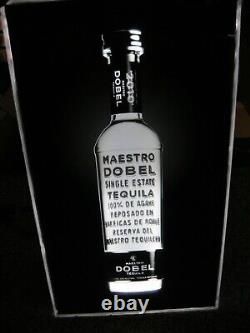 2010
MAESTRO
DOBEL
MAESTRO
DOBEL
SINGLE ESTATE
TEQUILA
100% DE AGAVE
REPOSADO EN
BARRICAS DE ROBLE
RESERVA DEL
MAESTRO TEQUILERO
MAESTRO
DOBEL
TEQUILA